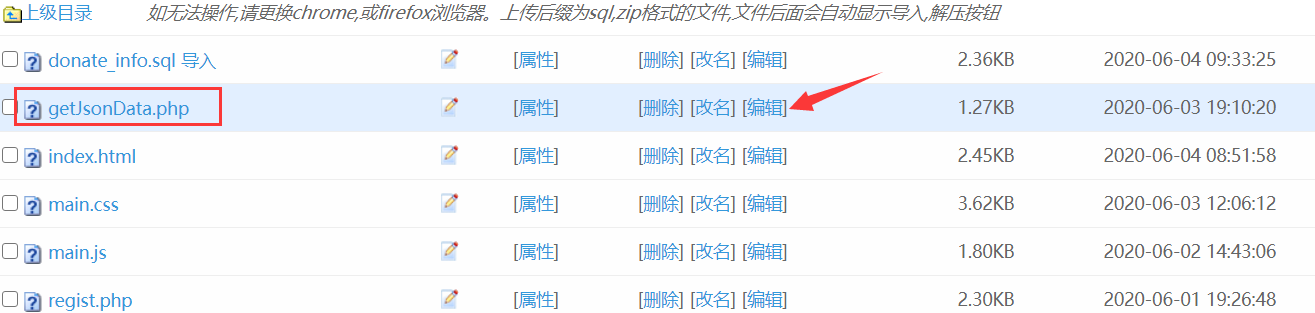 上级目录 如无法操作,请更换chrome,或firefox浏览器。上传后缀为sql,zip格式的文件,文件后面会自动显示导入,解压按钮
donate_info.sql 导入 [属性] [删除] [改名] [编辑] 2.36KB 2020-06-04 09:33:25
getJsonData.php [属性] [删除] [改名] [编辑] 1.27KB 2020-06-03 19:10:20
index.html [属性] [删除] [改名] [编辑] 2.45KB 2020-06-04 08:51:58
main.css [属性] [删除] [改名] [编辑] 3.62KB 2020-06-03 12:06:12
main.js [属性] [删除] [改名] [编辑] 1.80KB 2020-06-02 14:43:06
regist.php [属性] [删除] [改名] [编辑] 2.30KB 2020-06-01 19:26:48